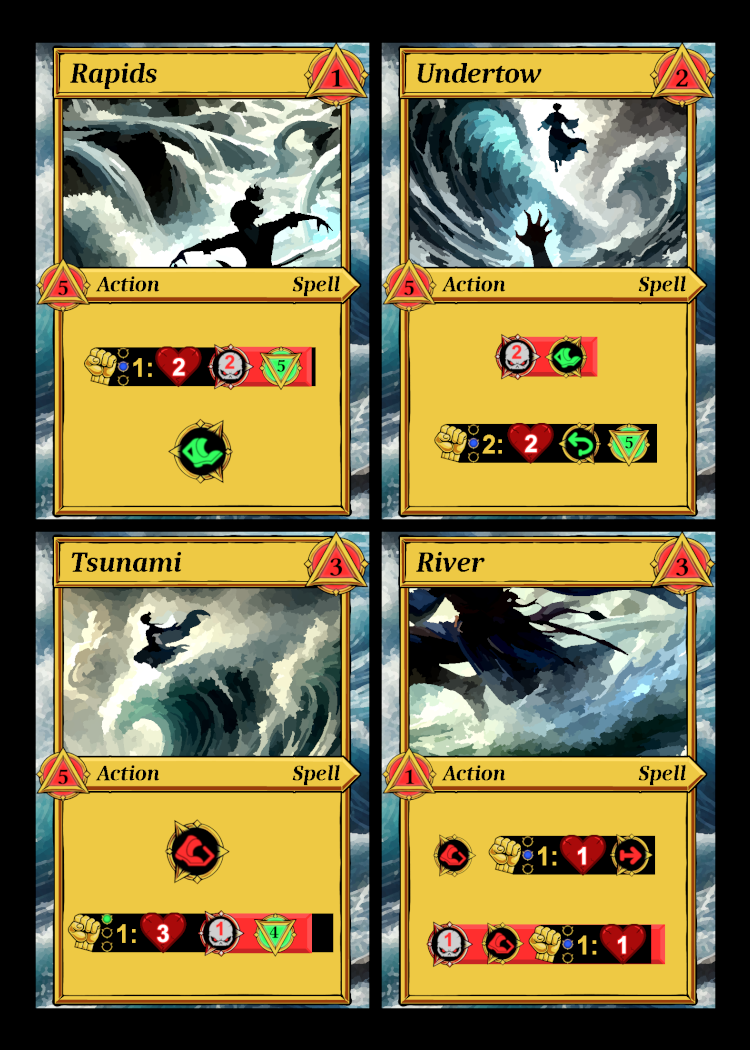 Rapids 1
5 Action Spell
1: 2 2 5
Undertow 2
5 Action Spell
2
2: 2 5
Tsunami 3
5 Action Spell
1: 3 1 4
River 3
1 Action Spell
1: 1
1 1: 1